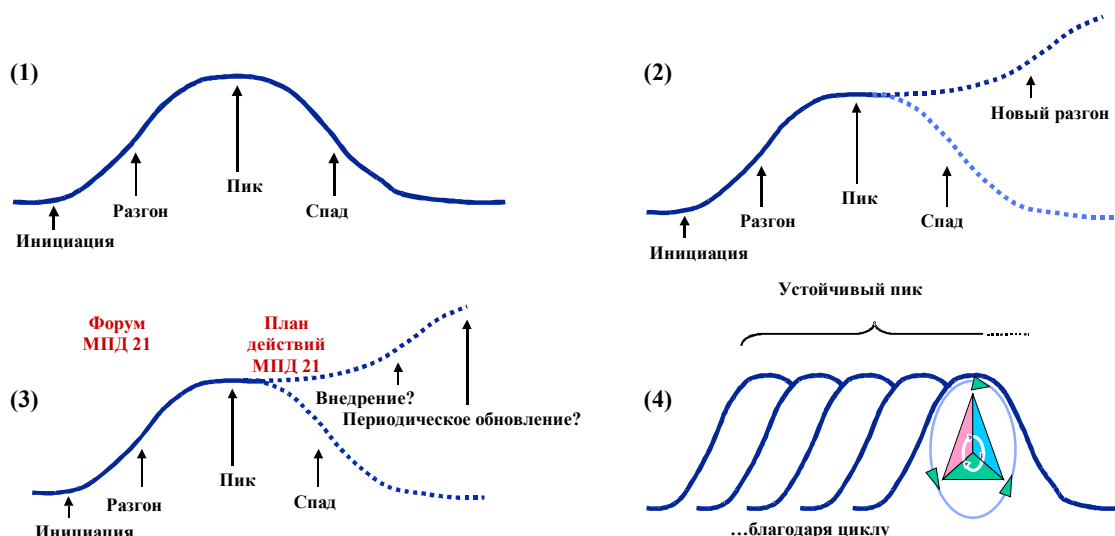 (1)
Пик
Разгон
Спад
Инициация
(2)
Новый разгон
Пик
Разгон
Спад
Инициация
(3)
Форум
МПД 21
План
действий
МПД 21
Внедрение?
Периодическое обновление?
Пик
Разгон
Спад
Инициация
(4)
Устойчивый пик
…благодаря циклу